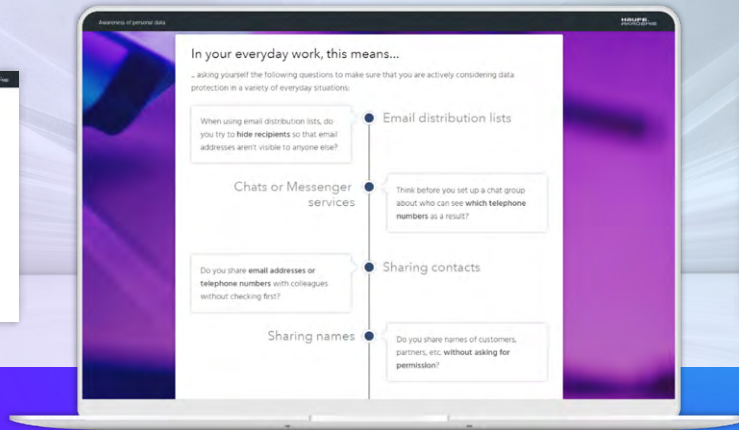 Awareness of personal data
HAUFE.
AKADEMIE
In your everyday work, this means...
... asking yourself the following questions to make sure that you are actively considering data
protection in a variety of everyday situations:
When using email distribution lists, do
you try to hide recipients so that email
addresses aren't visible to anyone else?
Email distribution lists
Chats or Messenger
services
Think before you set up a chat group
about who can see which telephone
numbers as a result?
Do you share email addresses or
telephone numbers with colleagues
without checking first?
Sharing contacts
Sharing names
Do you share names of customers,
partners, etc. without asking for
permission?